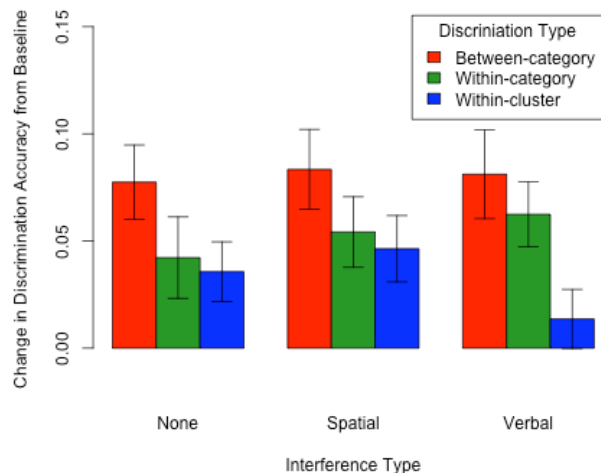 Change in Discrimination Accuracy from Baseline
0.15
0.10
0.05
0.00
Discriniation Type
Between-category
Within-category
Within-cluster
None
Spatial
Verbal
Interference Type